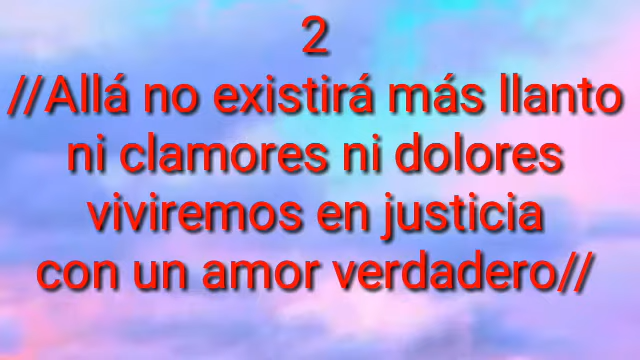 2
//Allá no existirá más llanto
ni clamores ni dolores
viviremos en justicia
con un amor verdadero//